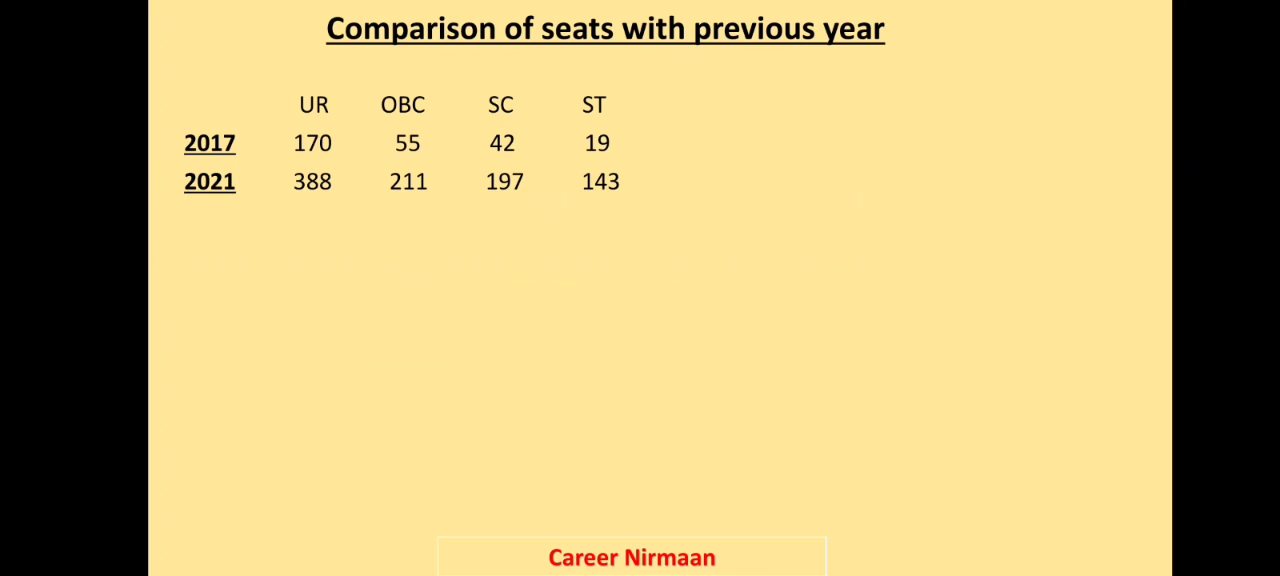 Comparison of seats with previous year
UR OBC SC ST
2017 170 55 42 19
2021 388 211 197 143
Career Nirmaan